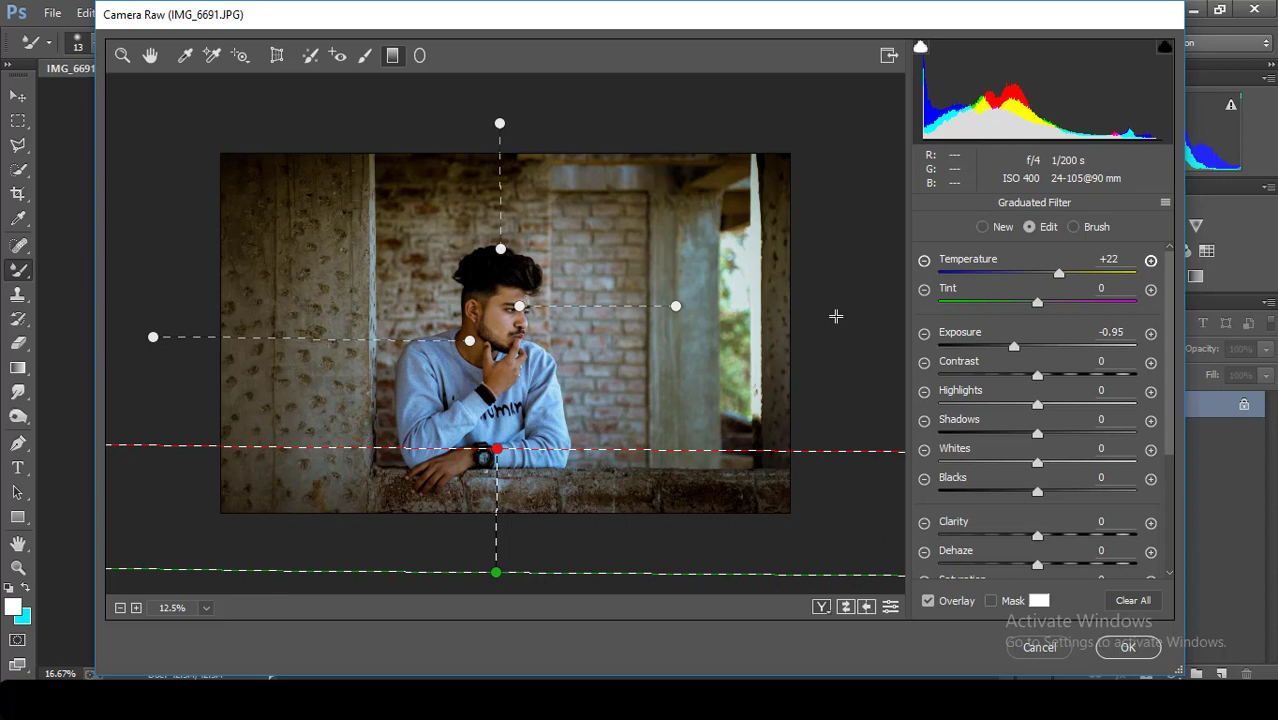 Ps File Edi
Camera Raw (IMG_6691.JPG)
13
IMG_6691
on
R: ---
G: ---
B: ---
f/4 1/200 s
ISO 400 24-105@90 mm
Graduated Filter
New Edit Brush
Temperature +22
Tint 0
Exposure -0.95
Contrast 0
Highlights 0
Shadows 0
Whites 0
Blacks 0
Clarity 0
Dehaze 0
Opacity: 100%
Fill: 100%
12.5%
Y
Overlay Mask Clear All
Activate Windows
Go to Settings to activate Windows.
Cancel OK
16.67%